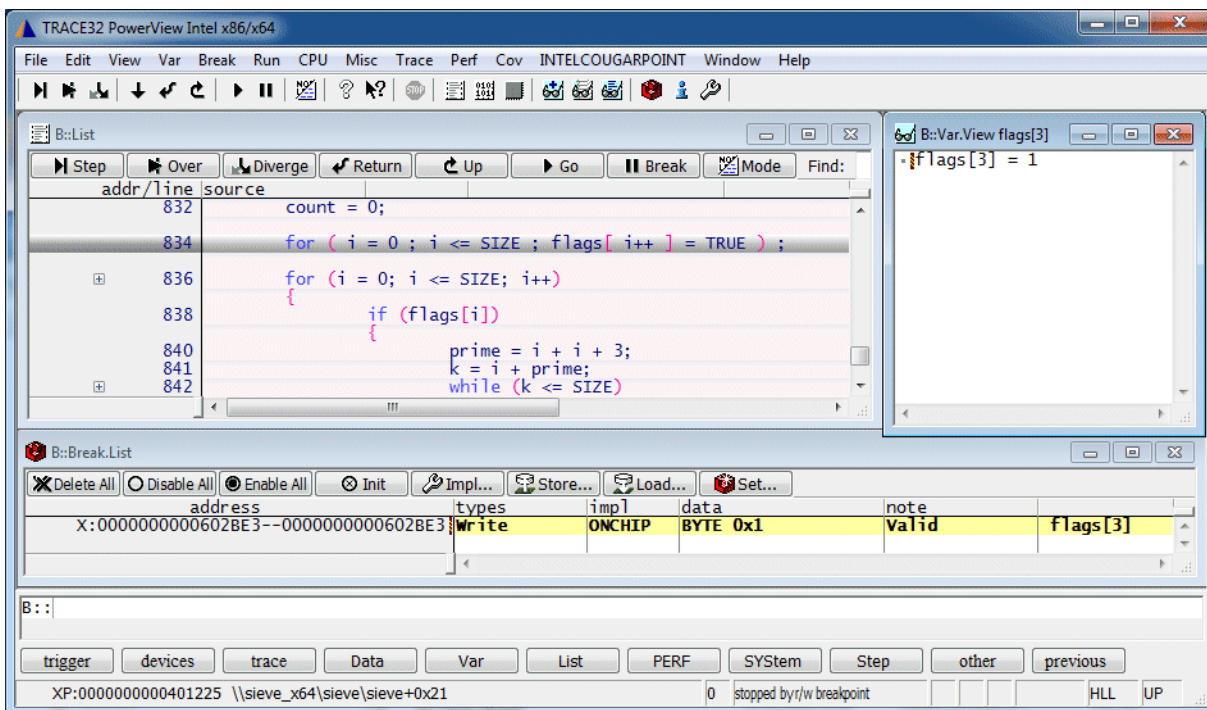 TRACE32 PowerView Intel x86/x64
File Edit View Var Break Run CPU Misc Trace Perf Cov INTELCOUGARPOINT Window Help
B::List
Step Over Diverge Return Up Go Break Mode Find:
addr/line source
832 count = 0;
834 for ( i = 0 ; i <= SIZE ; flags[ i++ ] = TRUE ) ;
836 for (i = 0; i <= SIZE; i++)
{
838 if (flags[i])
{
840 prime = i + i + 3;
841 k = i + prime;
842 while (k <= SIZE)
B::Var.View flags[3]
flags[3] = 1
B::Break.List
Delete All Disable All Enable All Init Impl... Store... Load... Set...
address types impl data note
X:0000000000602BE3--0000000000602BE3 Write ONCHIP BYTE 0x1 Valid flags[3]
B::
trigger devices trace Data Var List PERF SYStem Step other previous
XP:0000000000401225 \\sieve_x64\sieve\sieve+0x21 0 stopped by r/w breakpoint HLL UP